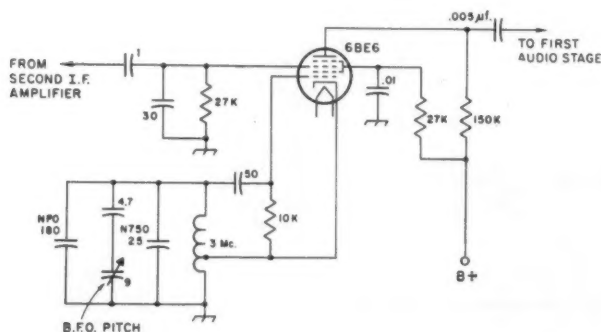 .005μf.
6BE6
1
TO FIRST
AUDIO STAGE
FROM
SECOND I.F.
AMPLIFIER
.01
30
27K
27K
150K
50
4.7
NPO
180
N750
25
10K
3 Mc.
9
B+
B.F.O. PITCH